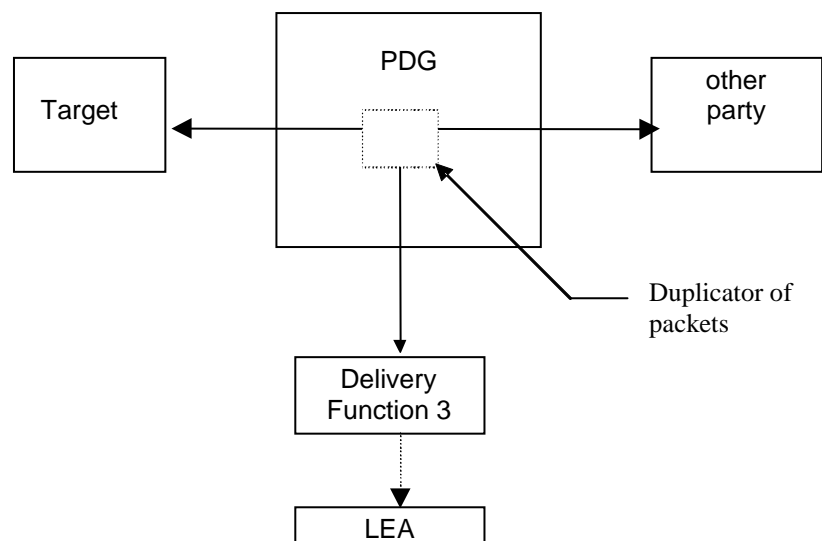 PDG
Target
other
party
Duplicator of
packets
Delivery
Function 3
LEA